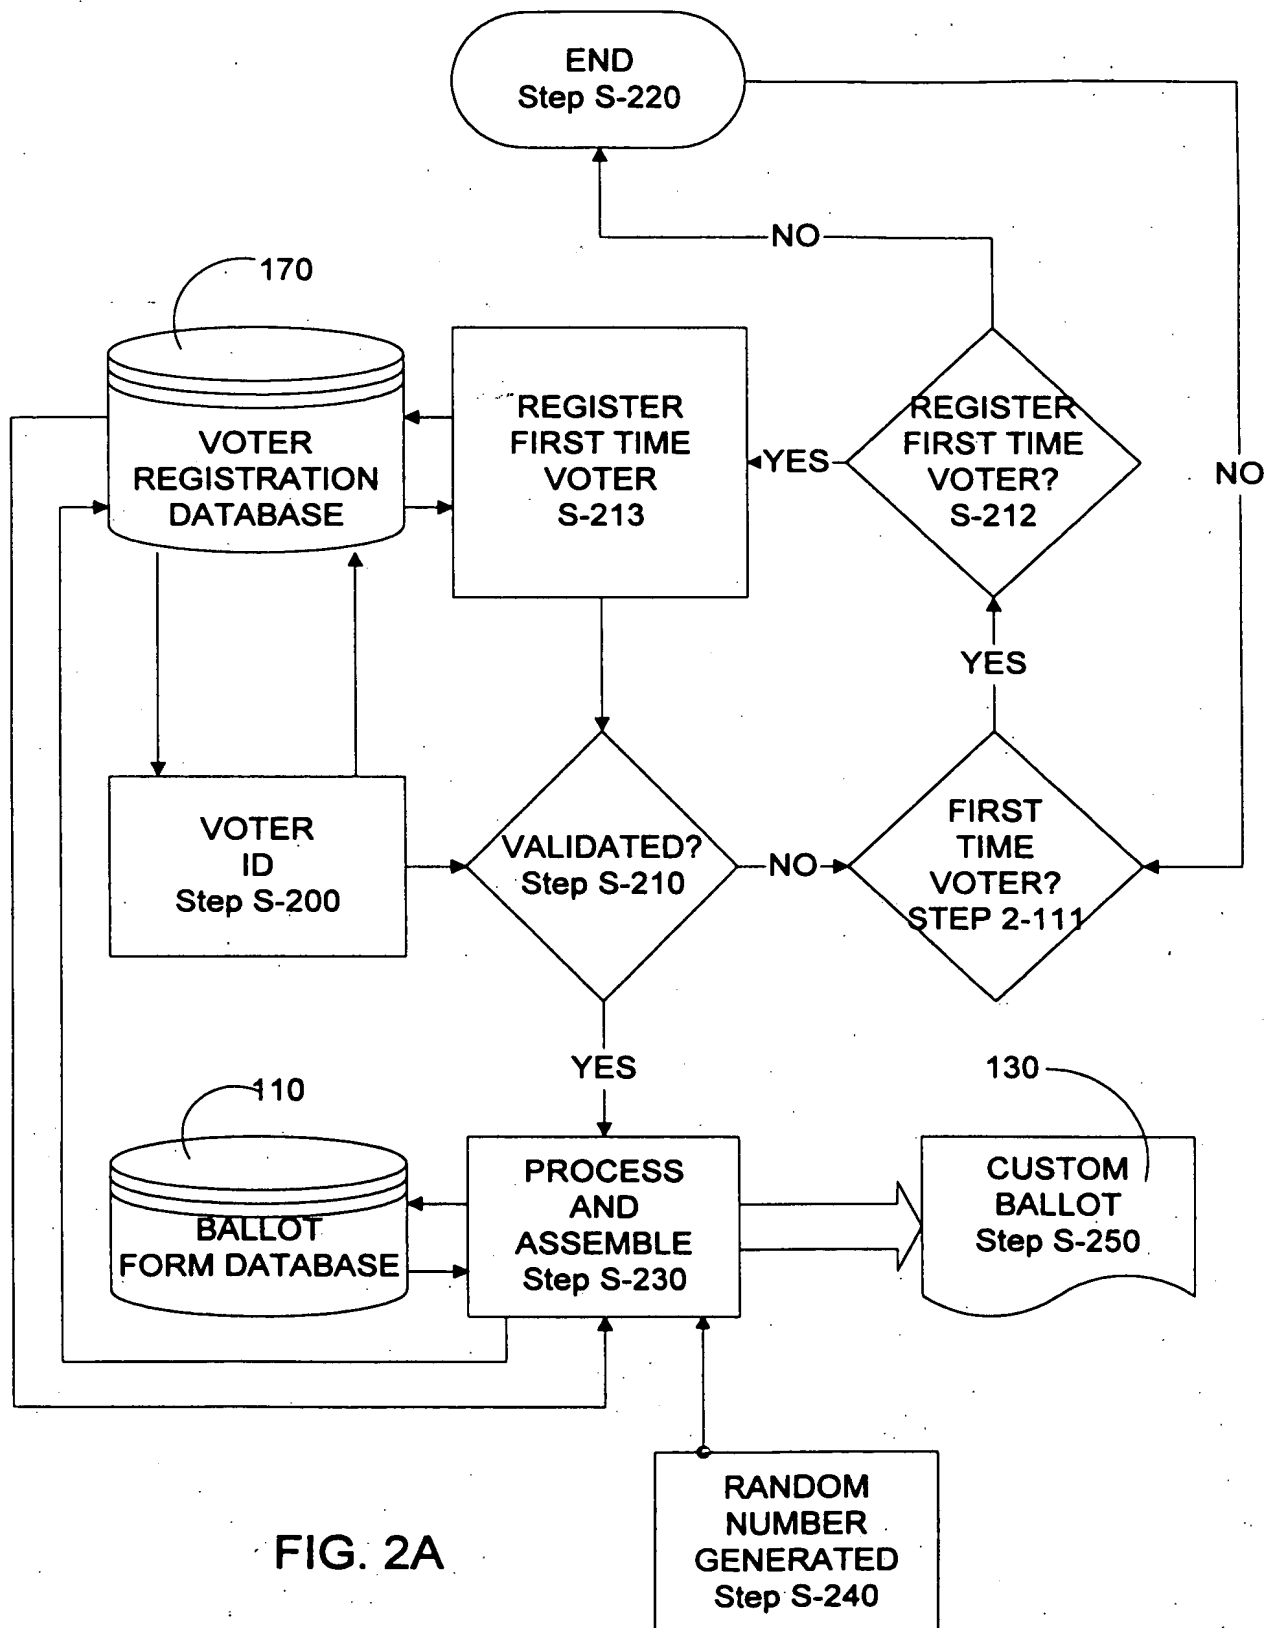 END
Step S-220
NO
170
VOTER
REGISTRATION
DATABASE
REGISTER
FIRST TIME
VOTER
S-213
YES
REGISTER
FIRST TIME
VOTER?
S-212
NO
YES
VOTER
ID
Step S-200
VALIDATED?
Step S-210
NO
FIRST
TIME
VOTER?
STEP 2-111
YES
110
130
BALLOT
FORM DATABASE
PROCESS
AND
ASSEMBLE
Step S-230
CUSTOM
BALLOT
Step S-250
RANDOM
NUMBER
GENERATED
Step S-240
FIG. 2A